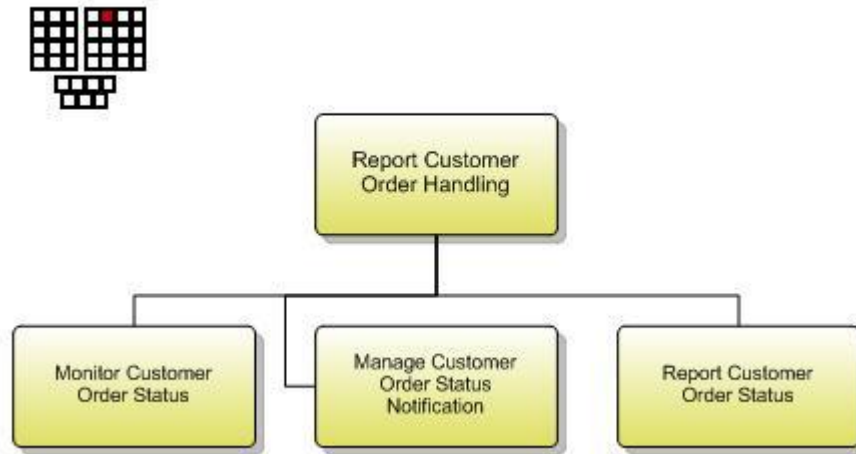 Report Customer
Order Handling
Monitor Customer
Order Status
Manage Customer
Order Status
Notification
Report Customer
Order Status